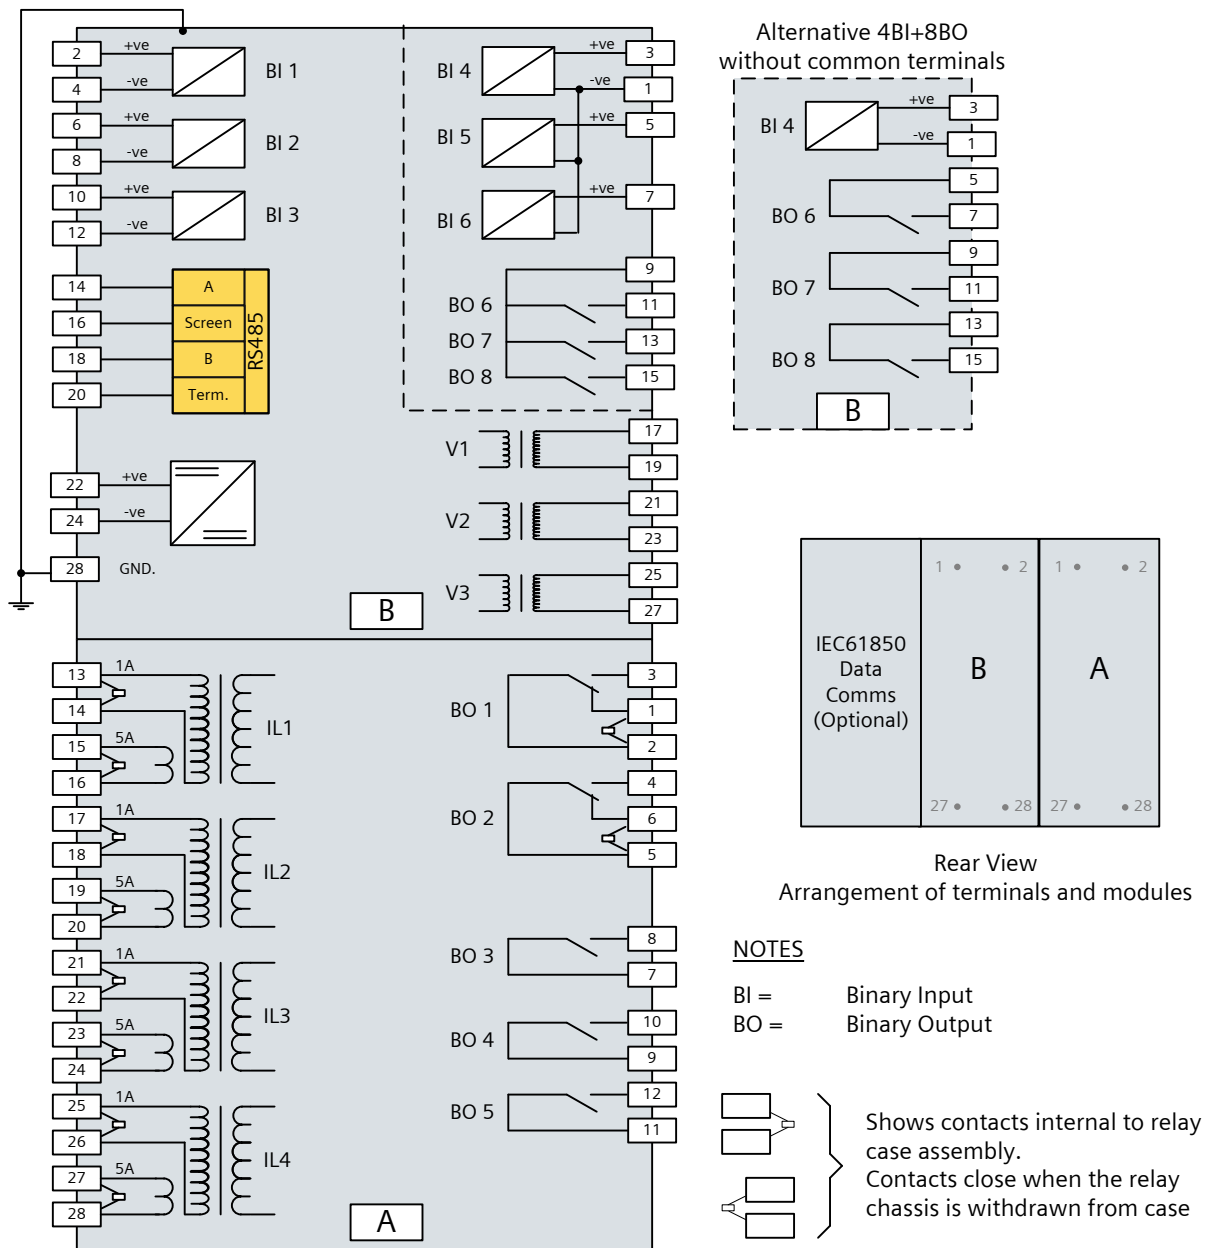 2
+ve
4
-ve
BI 1
6
+ve
8
-ve
BI 2
10
+ve
12
-ve
BI 3
14
A
16
Screen
18
B
20
Term.
RS485
22
+ve
24
-ve
28
GND.
BI 4
+ve
3
-ve
1
BI 5
+ve
5
BI 6
+ve
7
9
BO 6
11
BO 7
13
BO 8
15
V1
17
19
V2
21
23
V3
25
27
B
13
1A
14
15
5A
16
IL1
17
1A
18
19
5A
20
IL2
21
1A
22
23
5A
24
IL3
25
1A
26
27
5A
28
IL4
BO 1
3
1
2
BO 2
4
6
5
BO 3
8
7
BO 4
10
9
BO 5
12
11
A
Alternative 4BI+8BO
without common terminals
BI 4
+ve
3
-ve
1
5
BO 6
7
9
BO 7
11
13
BO 8
15
B
IEC61850
Data
Comms
(Optional)
1
2
B
27
28
1
2
A
27
28
Rear View
Arrangement of terminals and modules
NOTES
BI = Binary Input
BO = Binary Output
Shows contacts internal to relay
case assembly.
Contacts close when the relay
chassis is withdrawn from case